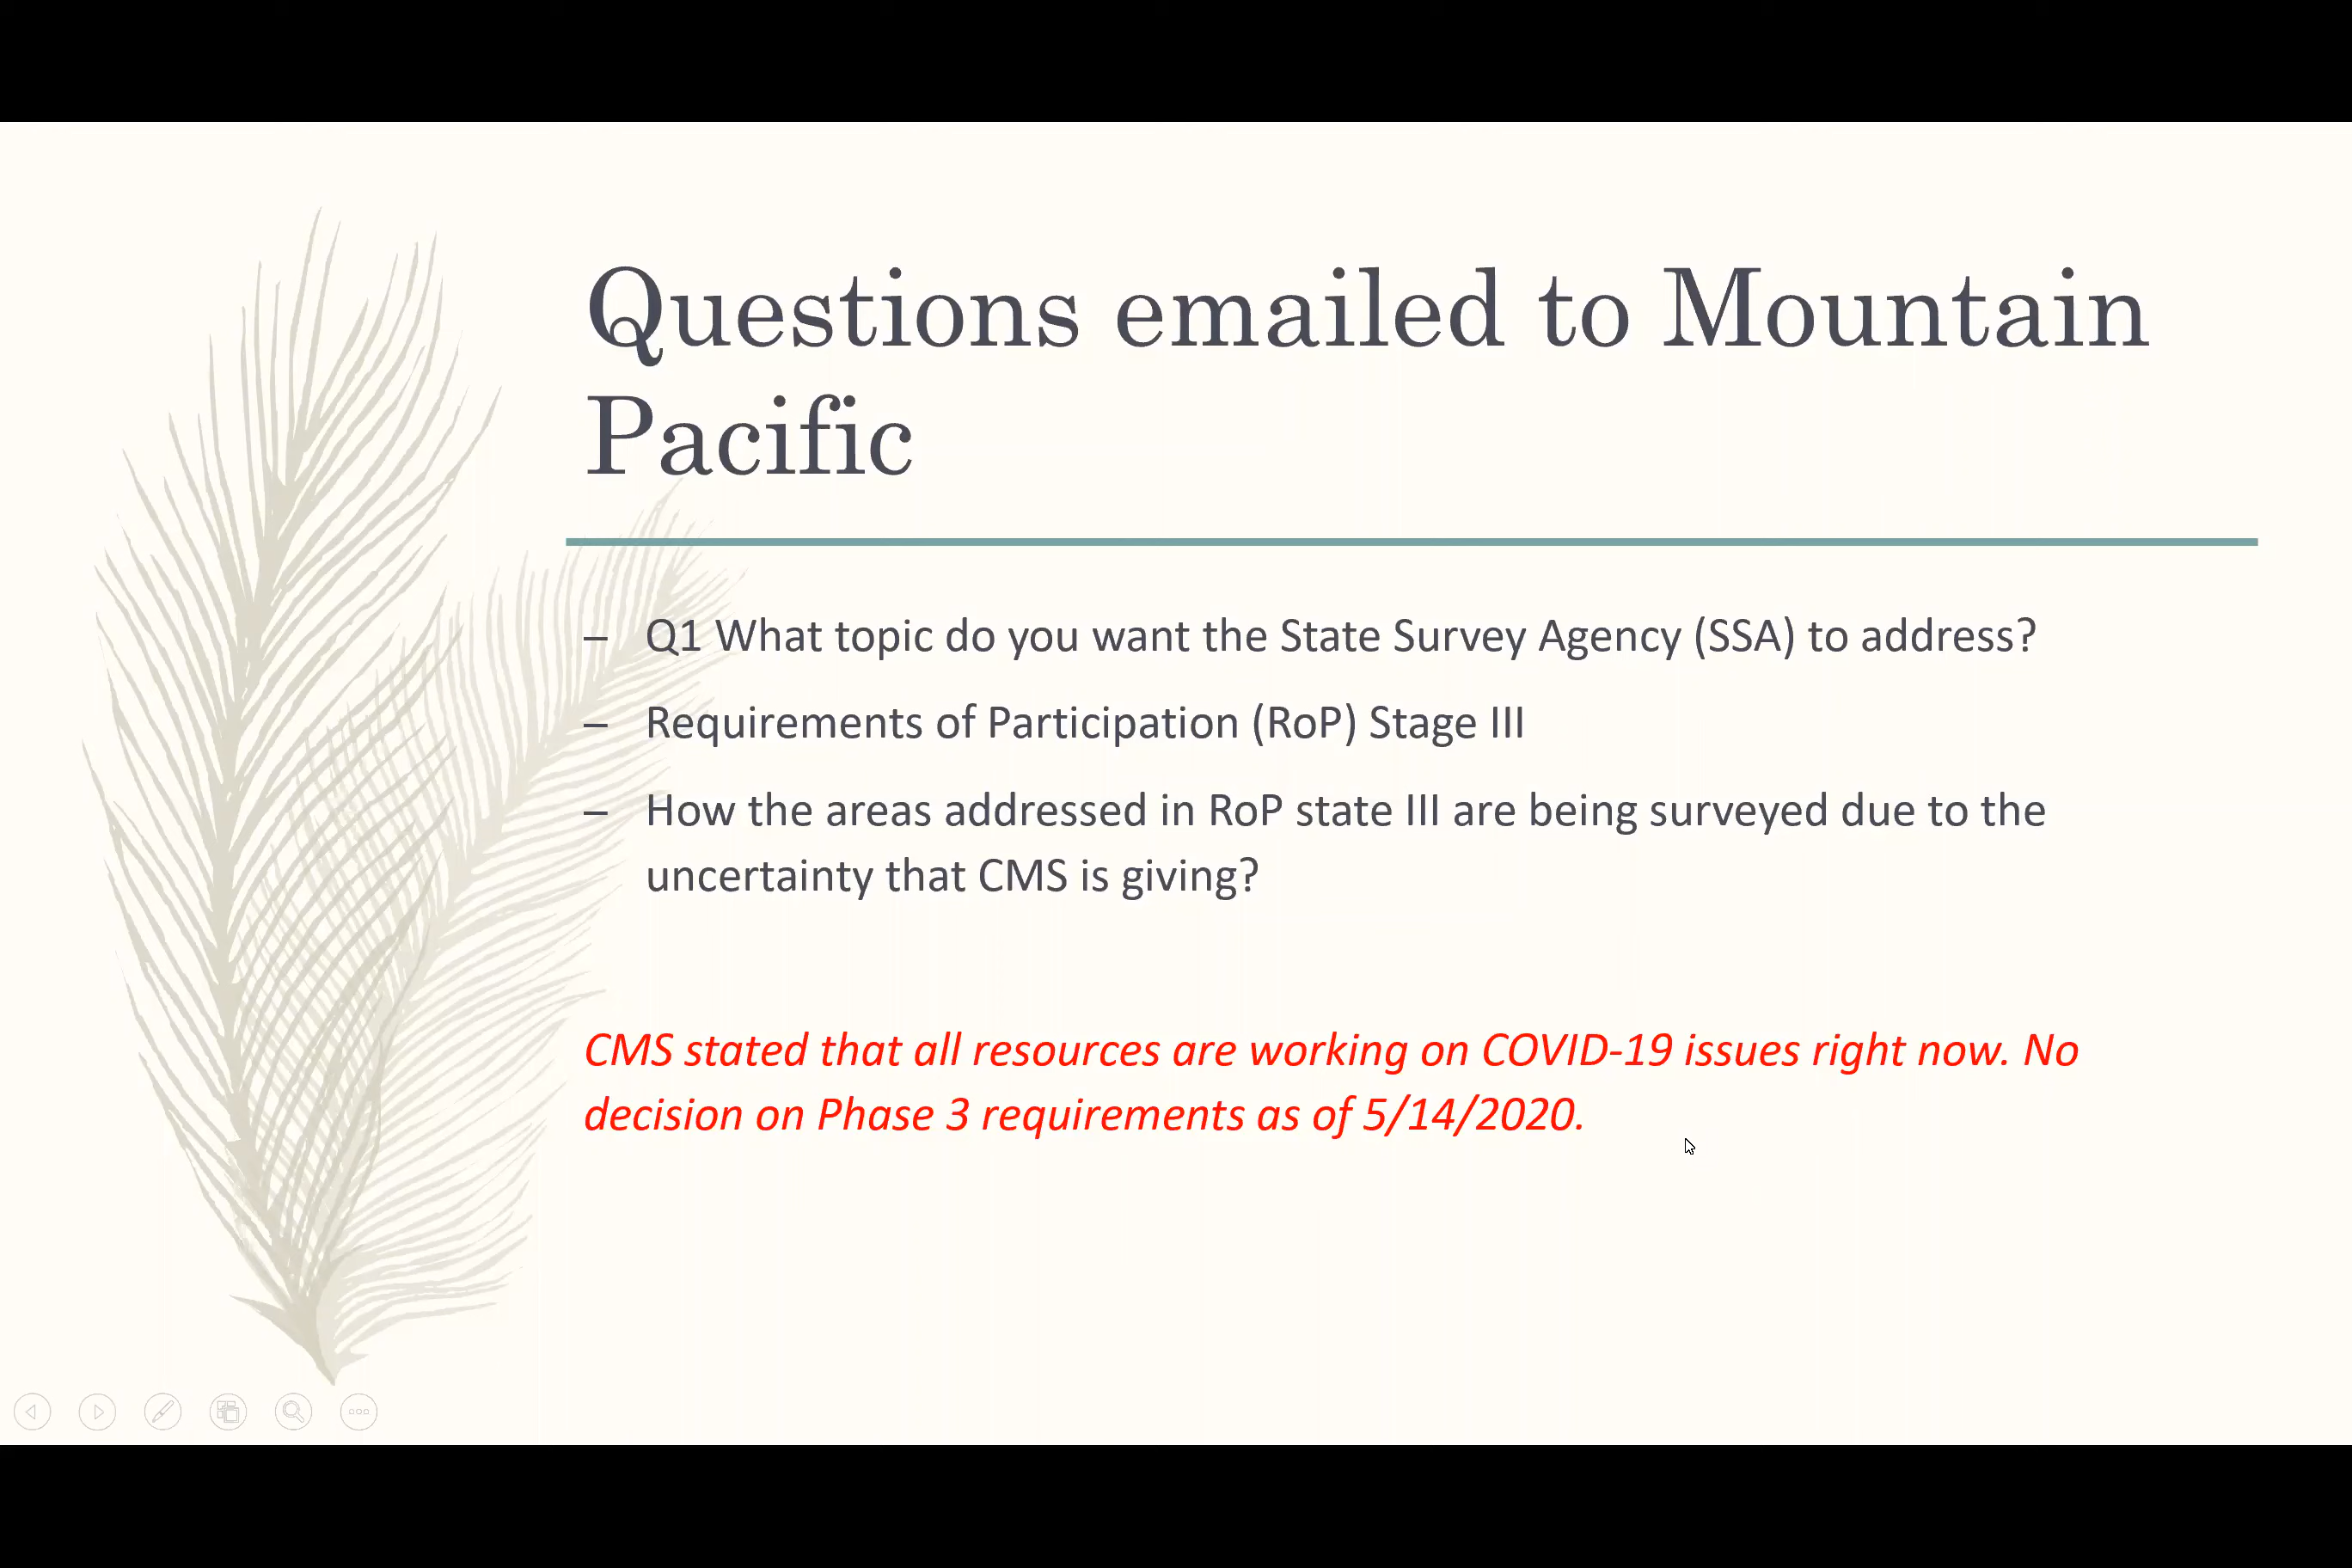 Questions emailed to Mountain
Pacific
– Q1 What topic do you want the State Survey Agency (SSA) to address?
– Requirements of Participation (RoP) Stage III
– How the areas addressed in RoP state III are being surveyed due to the
uncertainty that CMS is giving?
CMS stated that all resources are working on COVID-19 issues right now. No
decision on Phase 3 requirements as of 5/14/2020.